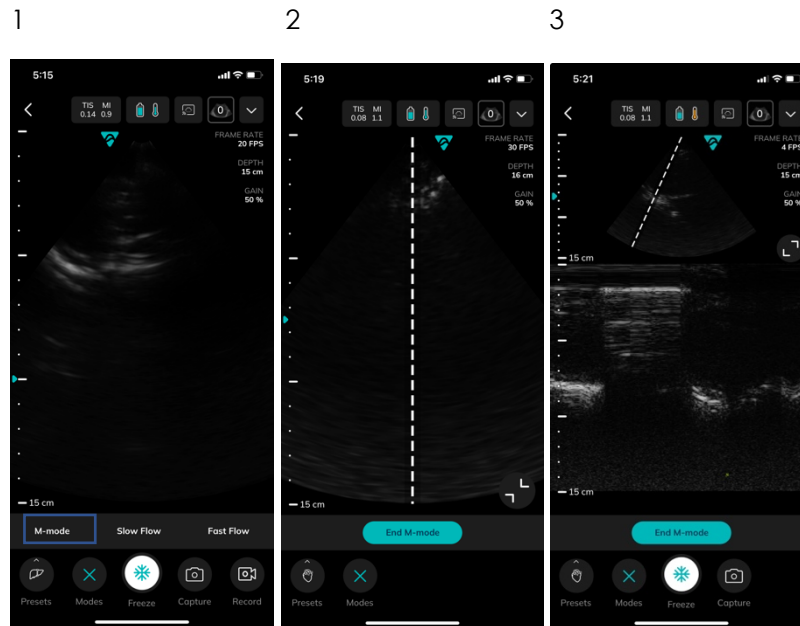 1
2
3
5:15
TIS MI
0.14 0.9
0
FRAME RATE
20 FPS
DEPTH
15 cm
GAIN
50 %
15 cm
M-mode Slow Flow Fast Flow
Presets Modes Freeze Capture Record
5:19
TIS MI
0.08 1.1
0
FRAME RATE
30 FPS
DEPTH
16 cm
GAIN
50 %
15 cm
End M-mode
Presets Modes
5:21
TIS MI
0.08 1.1
0
FRAME RATE
4 FPS
DEPTH
15 cm
GAIN
50 %
15 cm
15 cm
End M-mode
Presets Modes Freeze Capture